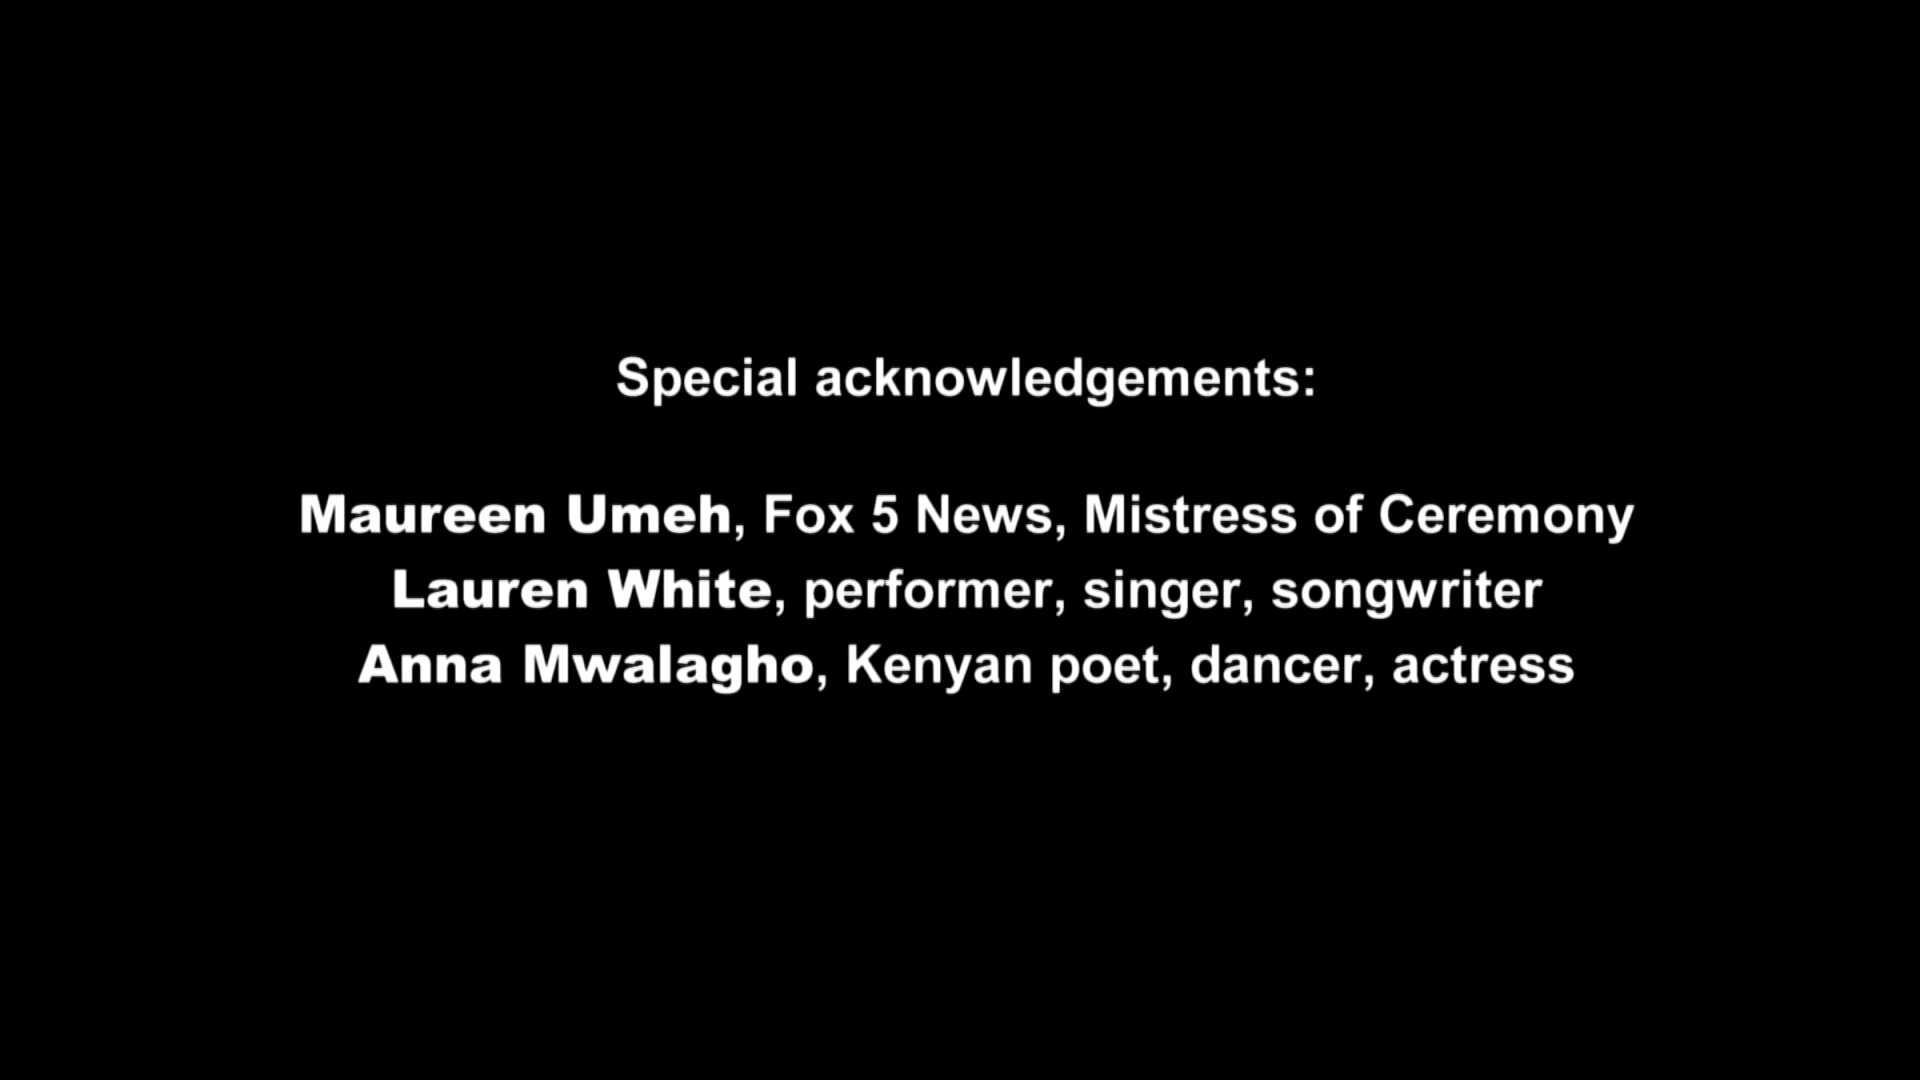 Special acknowledgements:
Maureen Umeh, Fox 5 News, Mistress of Ceremony
Lauren White, performer, singer, songwriter
Anna Mwalagho, Kenyan poet, dancer, actress